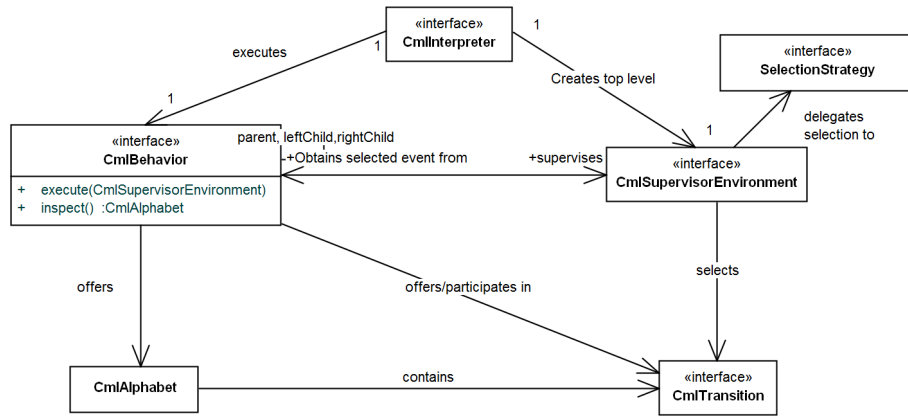 «interface»
CmlInterpreter
1
1
executes
Creates top level
«interface»
SelectionStrategy
delegates
selection to
1
1
«interface»
CmlBehavior
parent, leftChild,rightChild
+Obtains selected event from
+supervises
«interface»
CmlSupervisorEnvironment
+ execute(CmlSupervisorEnvironment)
+ inspect() :CmlAlphabet
offers
offers/participates in
selects
CmlAlphabet
contains
«interface»
CmlTransition